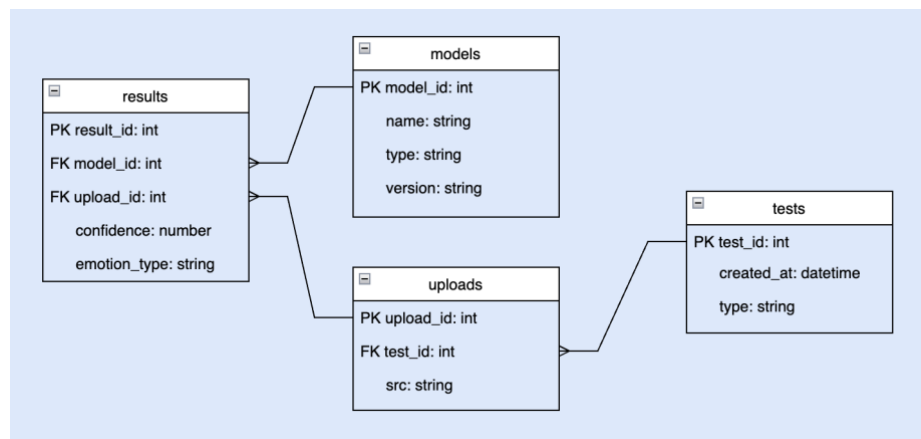 results
PK result_id: int
FK model_id: int
FK upload_id: int
confidence: number
emotion_type: string
models
PK model_id: int
name: string
type: string
version: string
uploads
PK upload_id: int
FK test_id: int
src: string
tests
PK test_id: int
created_at: datetime
type: string